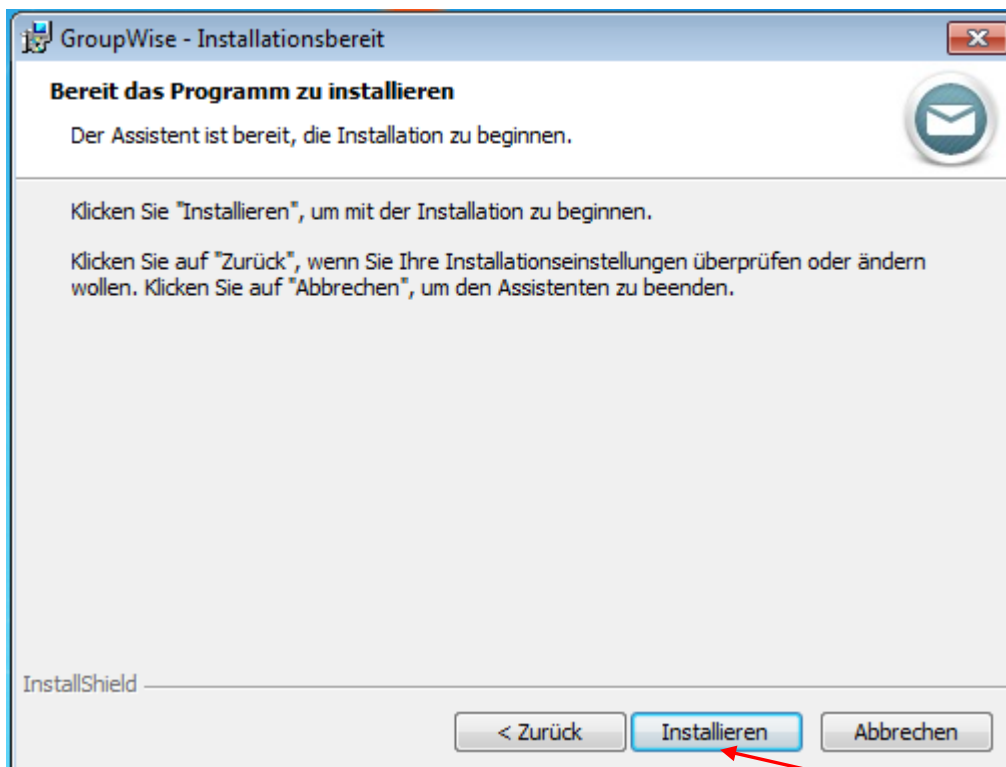 GroupWise - Installationsbereit
Bereit das Programm zu installieren
Der Assistent ist bereit, die Installation zu beginnen.
Klicken Sie "Installieren", um mit der Installation zu beginnen.
Klicken Sie auf "Zurück", wenn Sie Ihre Installationseinstellungen überprüfen oder ändern
wollen. Klicken Sie auf "Abbrechen", um den Assistenten zu beenden.
InstallShield
< Zurück
Installieren
Abbrechen